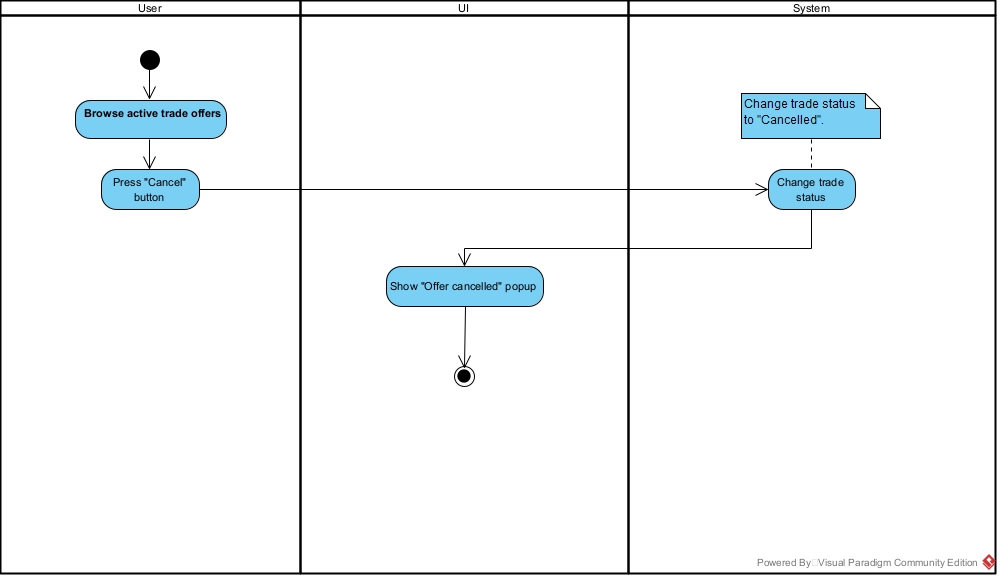 User
UI
System
Browse active trade offers
Change trade status
to "Cancelled".
Press "Cancel"
button
Change trade
status
Show "Offer cancelled" popup
Powered By Visual Paradigm Community Edition